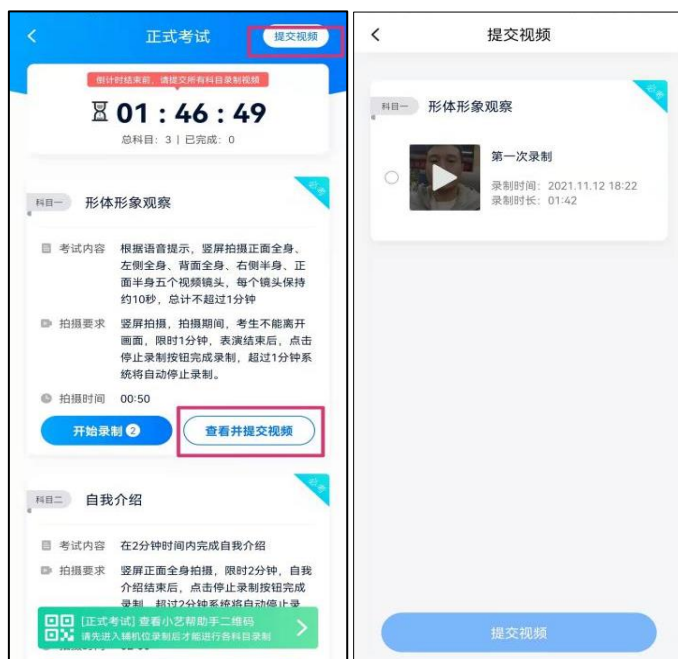 正式考试
提交视频
倒计时结束前，请提交所有科目录制视频
01：46：49
总科目：3 | 已完成：0
必考
科目一 形体形象观察
考试内容 根据语音提示，竖屏拍摄正面全身、
左侧全身、背面全身、右侧半身、正
面半身五个视频镜头，每个镜头保持
约10秒，总计不超过1分钟
拍摄要求 竖屏拍摄，拍摄期间，考生不能离开
画面，限时1分钟，表演结束后，点击
停止录制按钮完成录制，超过1分钟系
统将自动停止录制。
拍摄时间 00:50
开始录制 2
查看并提交视频
必考
科目二 自我介绍
考试内容 在2分钟时间内完成自我介绍
拍摄要求 竖屏正面全身拍摄，限时2分钟，自我
介绍结束后，点击停止录制按钮完成
录制，超过2分钟系统将自动停止录
[正式考试] 查看小艺帮助手二维码
请先进入辅机位录制后才能进行各科目录制
提交视频
必考
科目一 形体形象观察
第一次录制
录制时间：2021.11.12 18:22
录制时长：01:42
提交视频